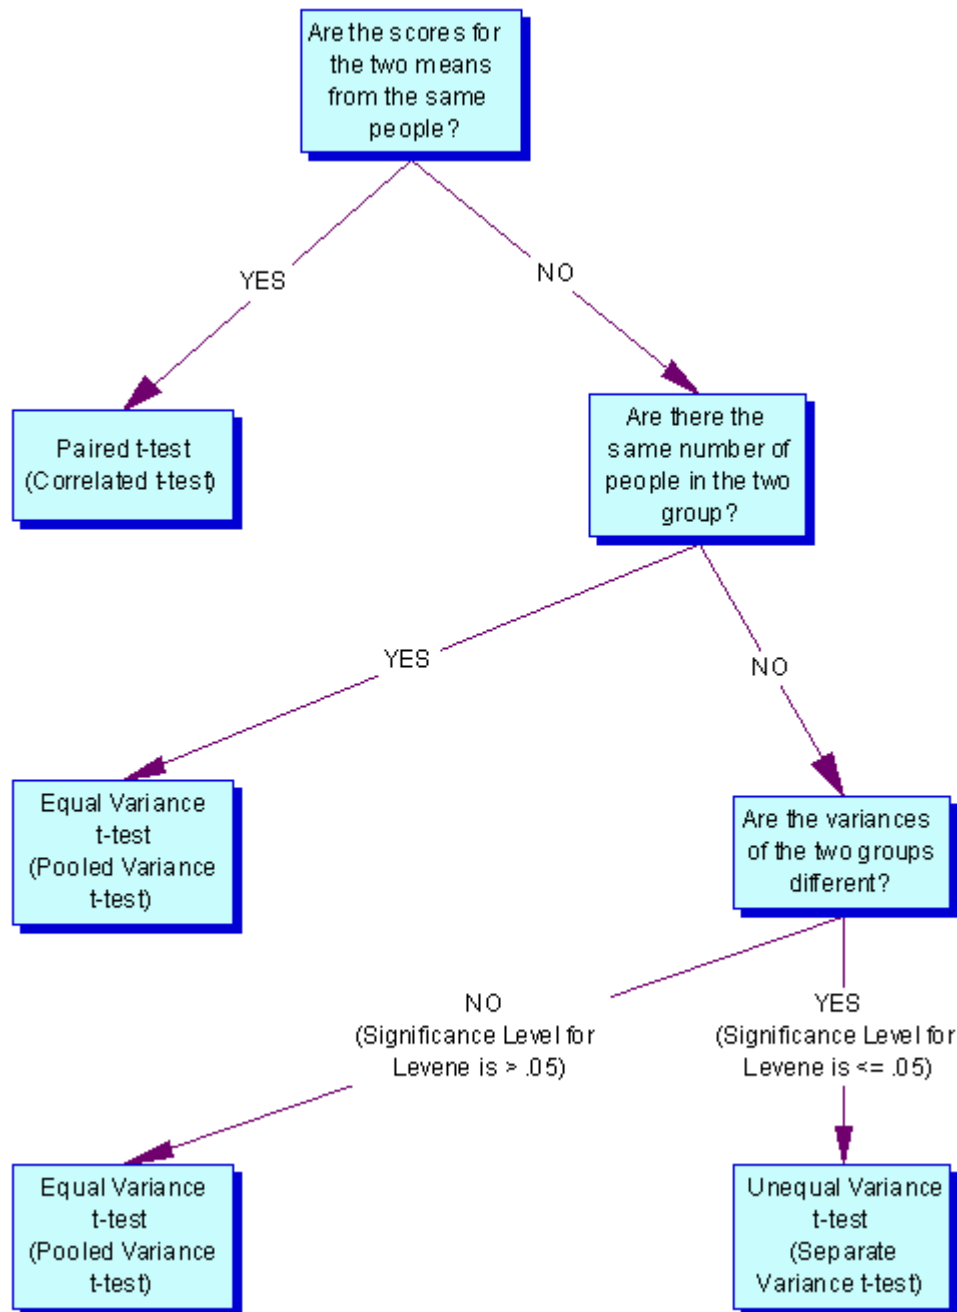 Are the scores for
the two means
from the same
people?
YES
NO
Paired t-test
(Correlated t-test)
Are there the
same number of
people in the two
group?
YES
NO
Equal Variance
t-test
(Pooled Variance
t-test)
Are the variances
of the two groups
different?
NO
(Significance Level for
Levene is > .05)
YES
(Significance Level for
Levene is <= .05)
Equal Variance
t-test
(Pooled Variance
t-test)
Unequal Variance
t-test
(Separate
Variance t-test)